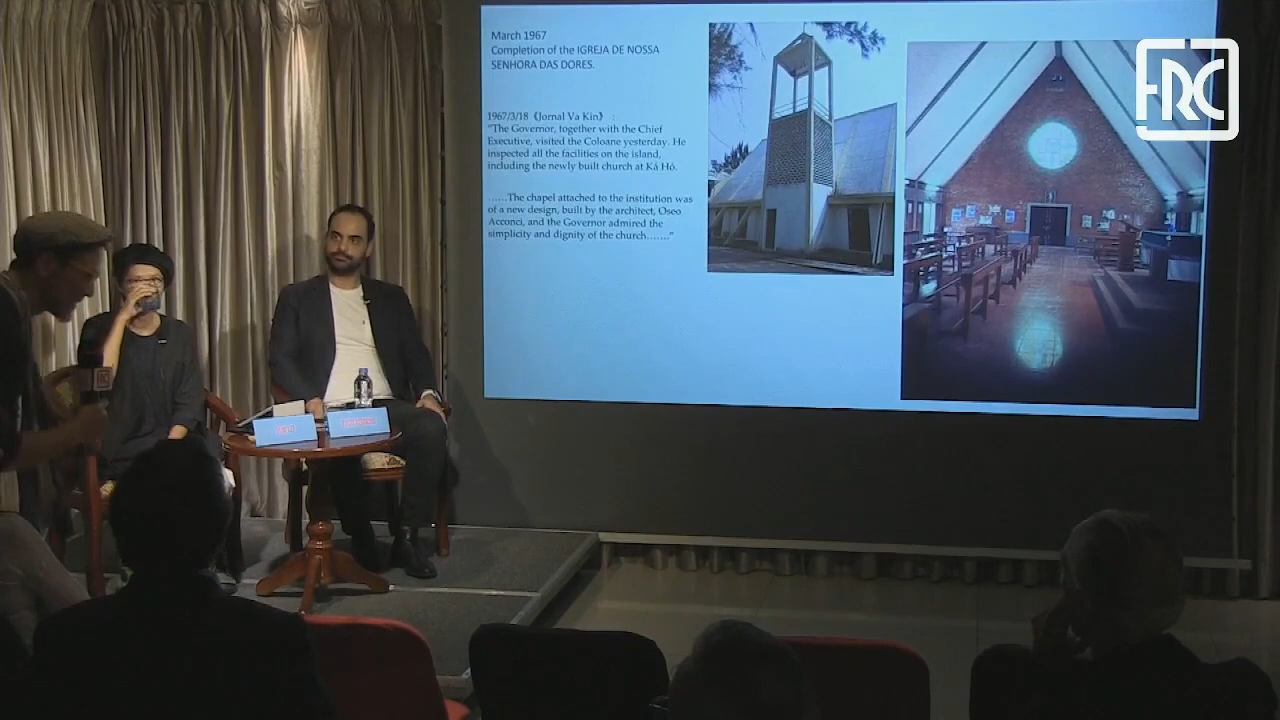 March 1967
Completion of the IGREJA DE NOSSA
SENHORA DAS DORES.
1967/3/18 《Jornal Va Kin》 :
"The Governor, together with the Chief
Executive, visited the Coloane yesterday. He
inspected all the facilities on the island,
including the newly built church at Ká Hó.
……The chapel attached to the institution was
of a new design, built by the architect, Oseo
Acconci, and the Governor admired the
simplicity and dignity of the church……."
FRC